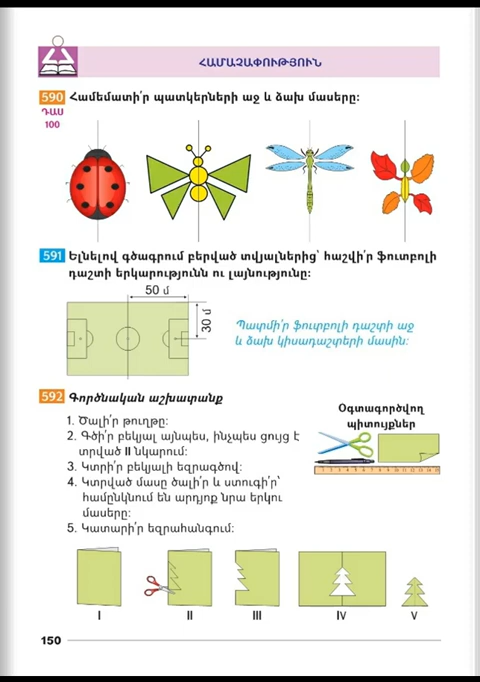 ՀԱՄԱՉԱՓՈՒԹՅՈՒՆ
590 Համեմատի՛ր պատկերների աջ և ձախ մասերը:
ԴԱՍ
100
591 Ելնելով գծագրում բերված տվյալներից՝ հաշվի՛ր ֆուտբոլի
դաշտի երկարությունն ու լայնությունը:
50 մ
30 մ
Պատմի՛ր ֆուտբոլի դաշտի աջ
և ձախ կիսադաշտերի մասին:
592 Գործնական աշխատանք
Օգտագործվող
պիտույքներ
1. Ծալի՛ր թուղթը:
2. Գծի՛ր բեկյալ այնպես, ինչպես ցույց է
տրված II նկարում:
3. Կտրի՛ր բեկյալի եզրագծով:
4. Կտրված մասը ծալի՛ր և ստուգի՛ր՝
համընկնում են արդյոք նրա երկու
մասերը:
5. Կատարի՛ր եզրահանգում:
I II III IV V
150